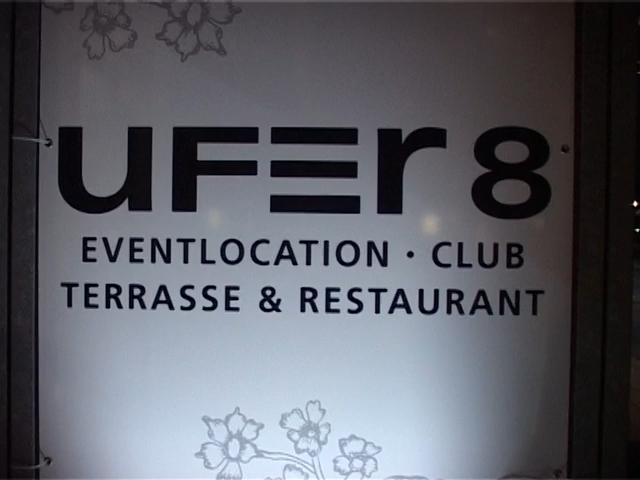 UFEr 8
EVENTLOCATION · CLUB
TERRASSE & RESTAURANT